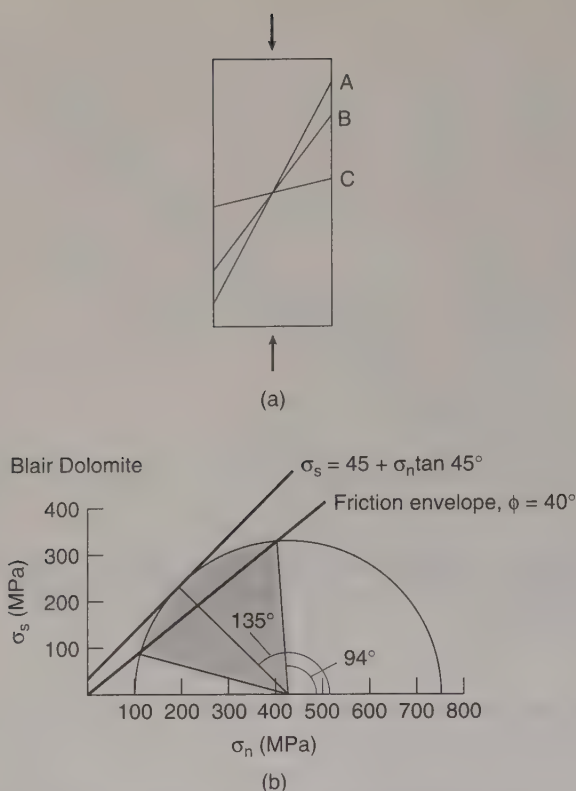 A
B
C
(a)
Blair Dolomite
σₛ = 45 + σₙ tan 45°
Friction envelope, ϕ = 40°
400
300
200
100
σₛ (MPa)
135°
94°
100 200 300 400 500 600 700 800
σₙ (MPa)
(b)